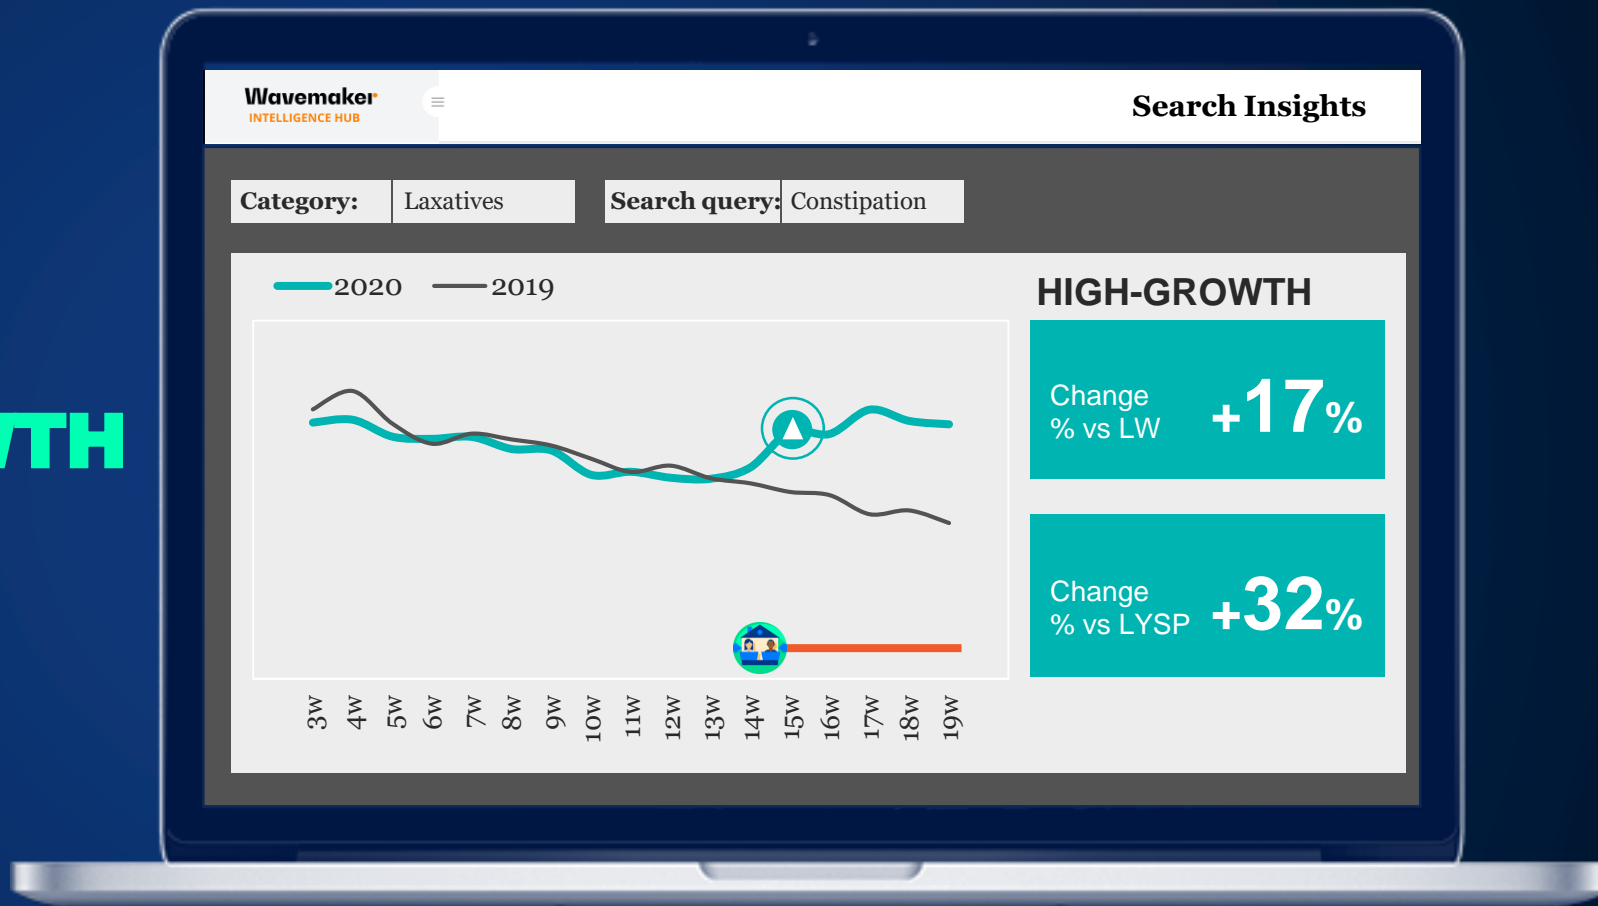 Wavemaker
INTELLIGENCE HUB
Search Insights
Category: Laxatives
Search query: Constipation
2020 2019
HIGH-GROWTH
Change
% vs LW
+17%
Change
% vs LYSP
+32%
3w 4w 5w 6w 7w 8w 9w 10w 11w 12w 13w 14w 15w 16w 17w 18w 19w